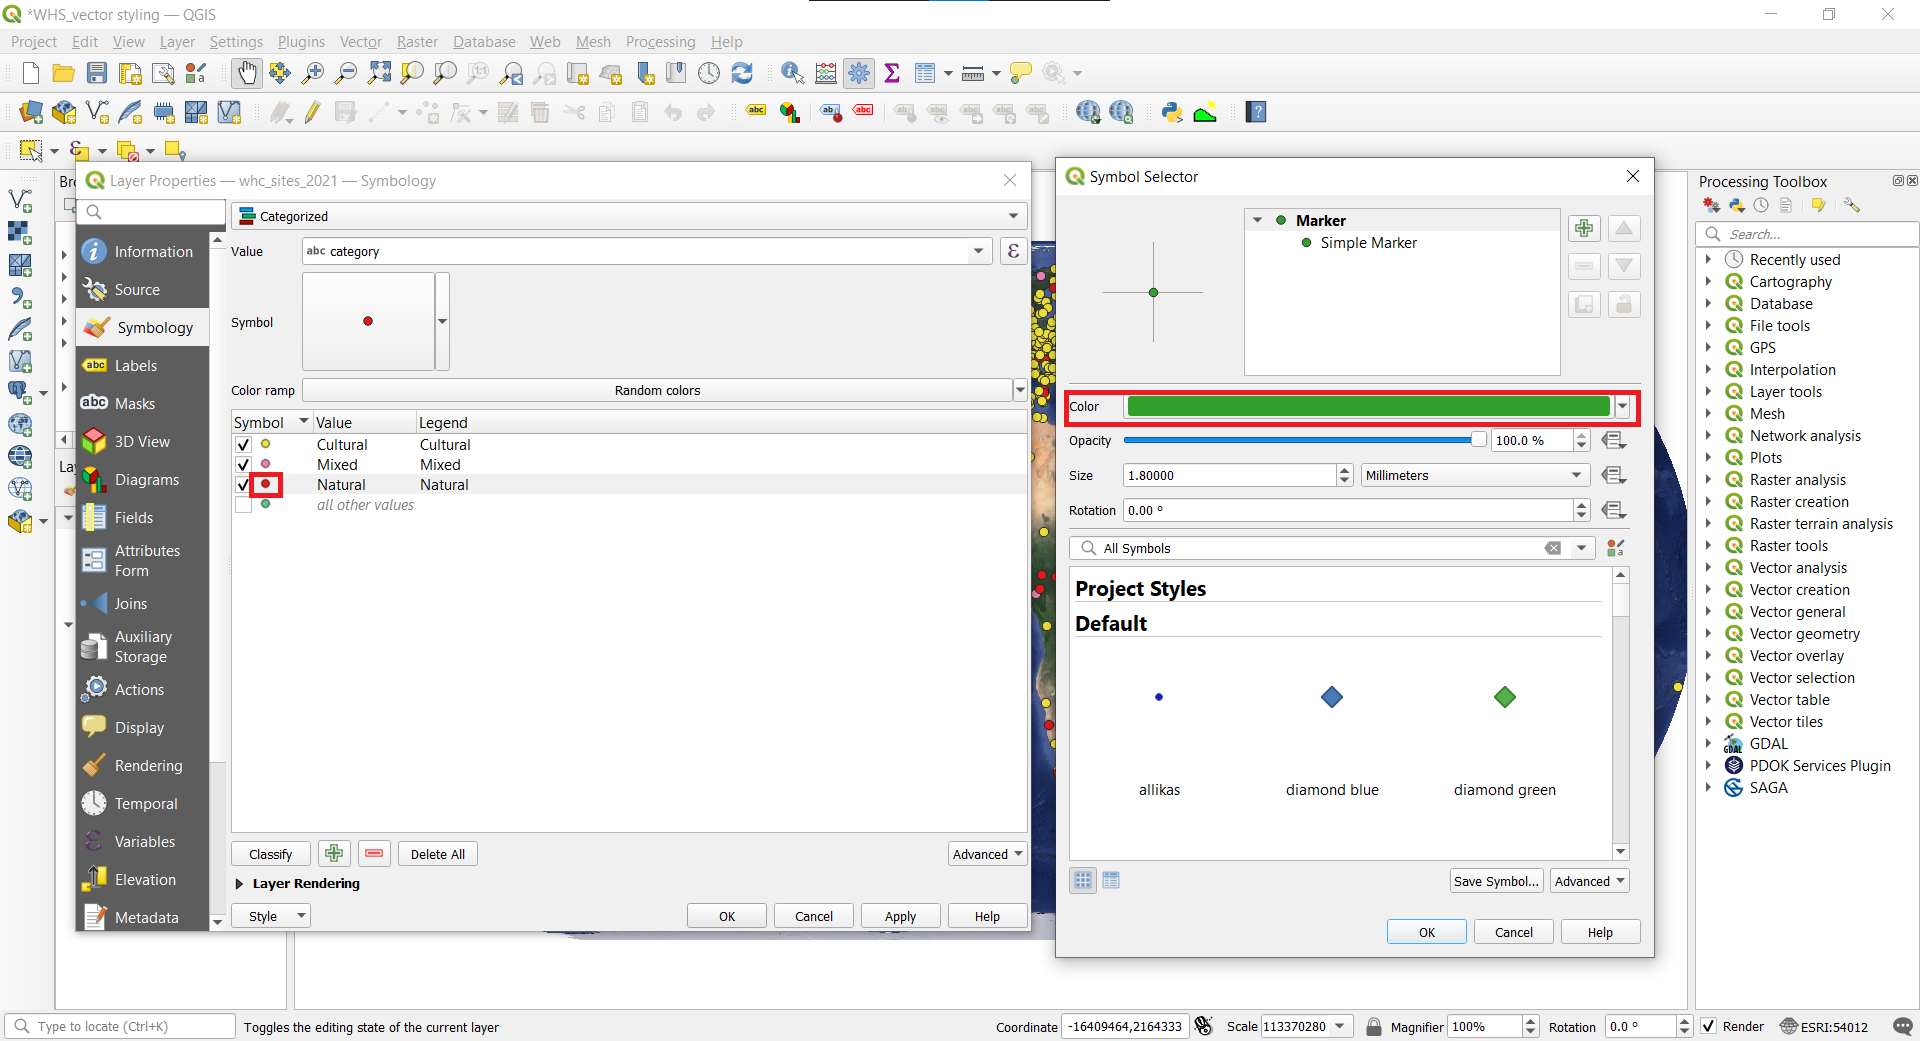 *WHS_vector styling — QGIS
Project Edit View Layer Settings Plugins Vector Raster Database Web Mesh Processing Help
Layer Properties — whc_sites_2021 — Symbology
Categorized
Information
Source
Symbology
Labels
Masks
3D View
Diagrams
Fields
Attributes
Form
Joins
Auxiliary
Storage
Actions
Display
Rendering
Temporal
Variables
Elevation
Metadata
Value abc category
Symbol
Color ramp Random colors
Symbol Value Legend
Cultural Cultural
Mixed Mixed
Natural Natural
all other values
Classify Delete All Advanced
Layer Rendering
Style OK Cancel Apply Help
Symbol Selector
Marker
Simple Marker
Color
Opacity 100.0 %
Size 1.80000 Millimeters
Rotation 0.00 °
All Symbols
Project Styles
Default
allikas diamond blue diamond green
Save Symbol... Advanced
OK Cancel Help
Processing Toolbox
Search...
Recently used
Cartography
Database
File tools
GPS
Interpolation
Layer tools
Mesh
Network analysis
Plots
Raster analysis
Raster creation
Raster terrain analysis
Raster tools
Vector analysis
Vector creation
Vector general
Vector geometry
Vector overlay
Vector selection
Vector table
Vector tiles
GDAL
PDOK Services Plugin
SAGA
Type to locate (Ctrl+K) Toggles the editing state of the current layer Coordinate -16409464,2164333 Scale 113370280 Magnifier 100% Rotation 0.0 ° Render ESRI:54012